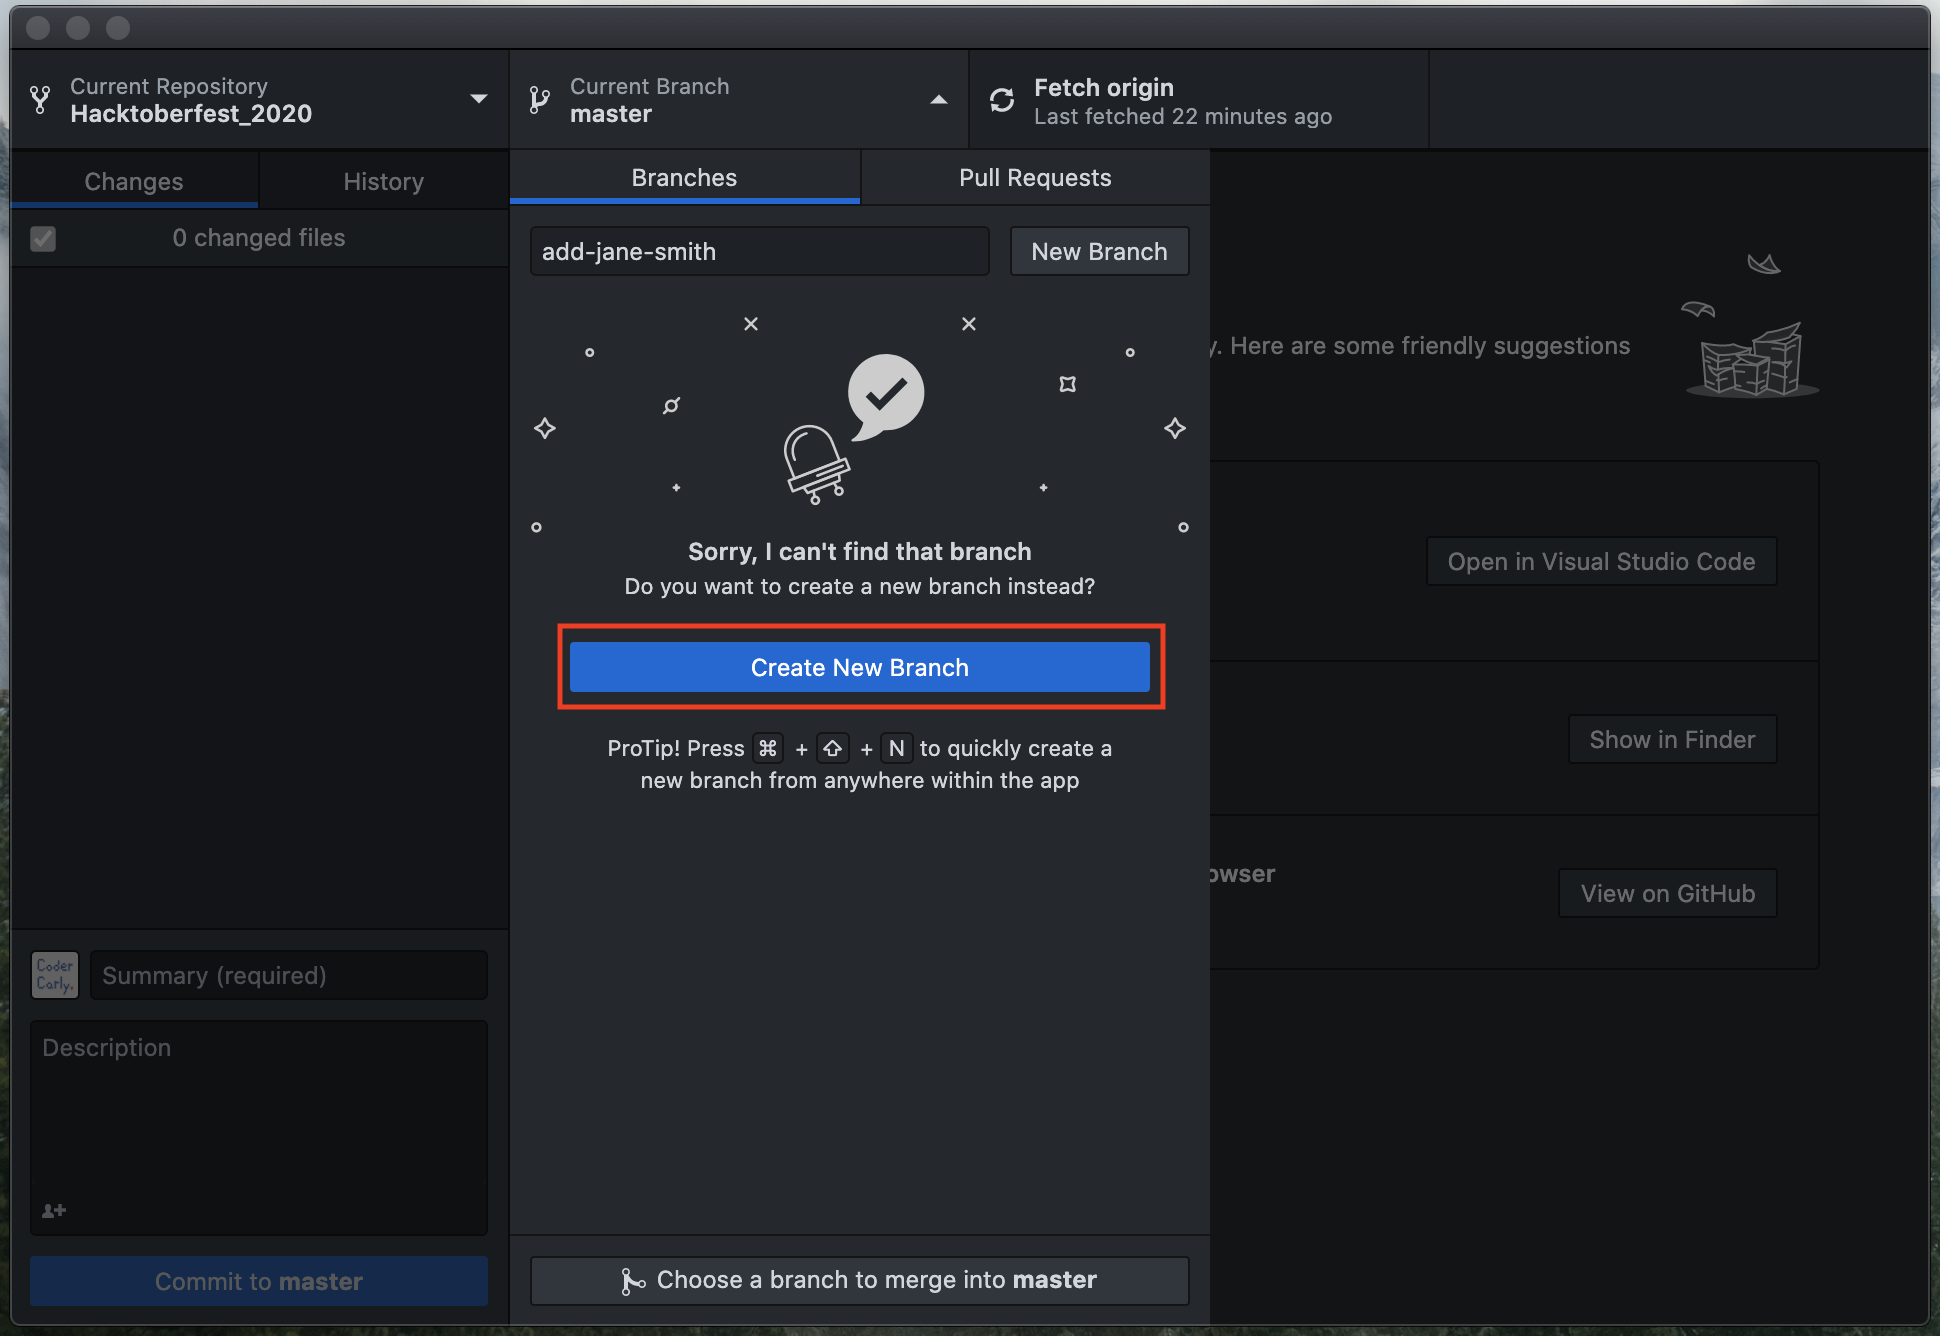 Current Repository
Hacktoberfest_2020
Current Branch
master
Fetch origin
Last fetched 22 minutes ago
Changes
History
0 changed files
Branches
Pull Requests
add-jane-smith
New Branch
Sorry, I can't find that branch
Do you want to create a new branch instead?
Create New Branch
ProTip! Press ⌘ + ⇧ + N to quickly create a
new branch from anywhere within the app
y. Here are some friendly suggestions
Open in Visual Studio Code
Show in Finder
owser
View on GitHub
Coder
Carly.
Summary (required)
Description
Commit to master
Choose a branch to merge into master